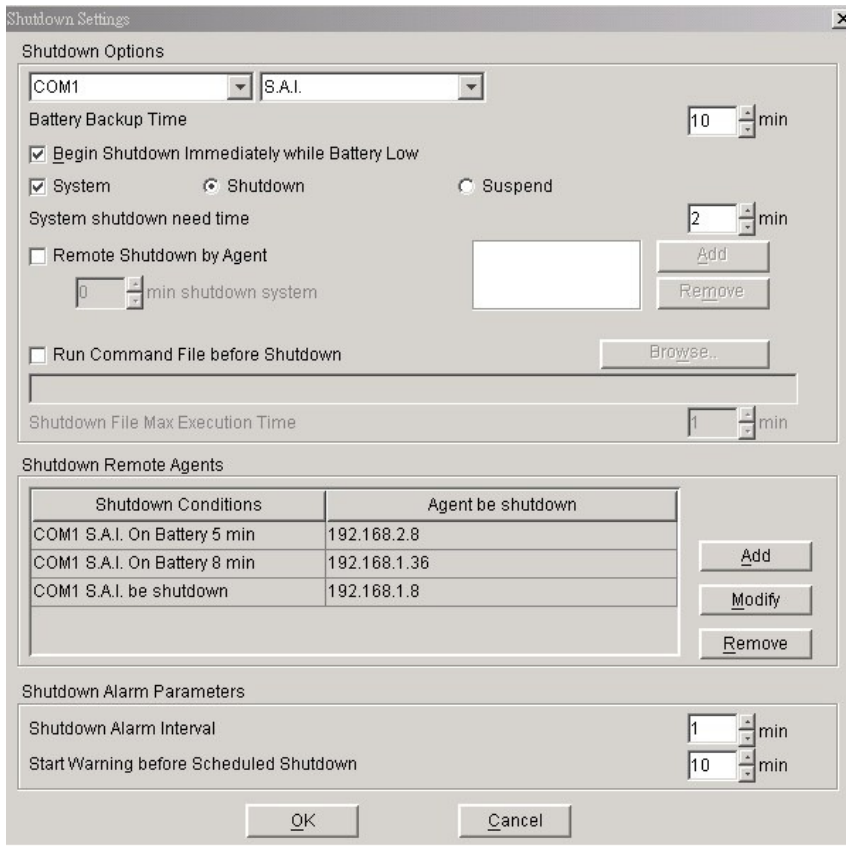 Shutdown Settings
Shutdown Options
COM1 S.A.I.
Battery Backup Time 10 min
Begin Shutdown Immediately while Battery Low
System Shutdown Suspend
System shutdown need time 2 min
Remote Shutdown by Agent Add
0 min shutdown system Remove
Run Command File before Shutdown Browse..
Shutdown File Max Execution Time 1 min
Shutdown Remote Agents
Shutdown Conditions Agent be shutdown
COM1 S.A.I. On Battery 5 min 192.168.2.8
COM1 S.A.I. On Battery 8 min 192.168.1.36
COM1 S.A.I. be shutdown 192.168.1.8
Add
Modify
Remove
Shutdown Alarm Parameters
Shutdown Alarm Interval 1 min
Start Warning before Scheduled Shutdown 10 min
OK Cancel